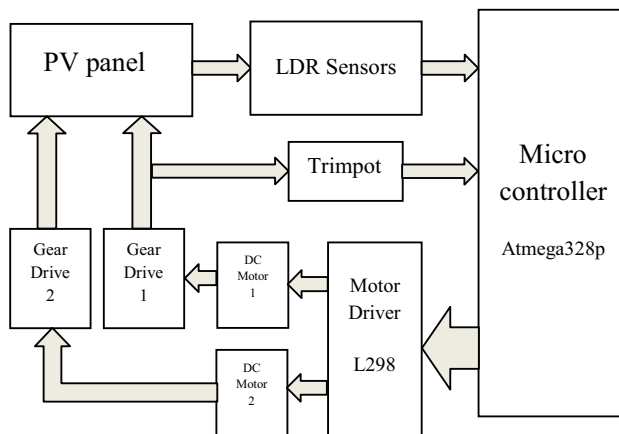 PV panel
LDR Sensors
Micro
controller
Atmega328p
Trimpot
Gear
Drive
2
Gear
Drive
1
DC
Motor
1
Motor
Driver
L298
DC
Motor
2